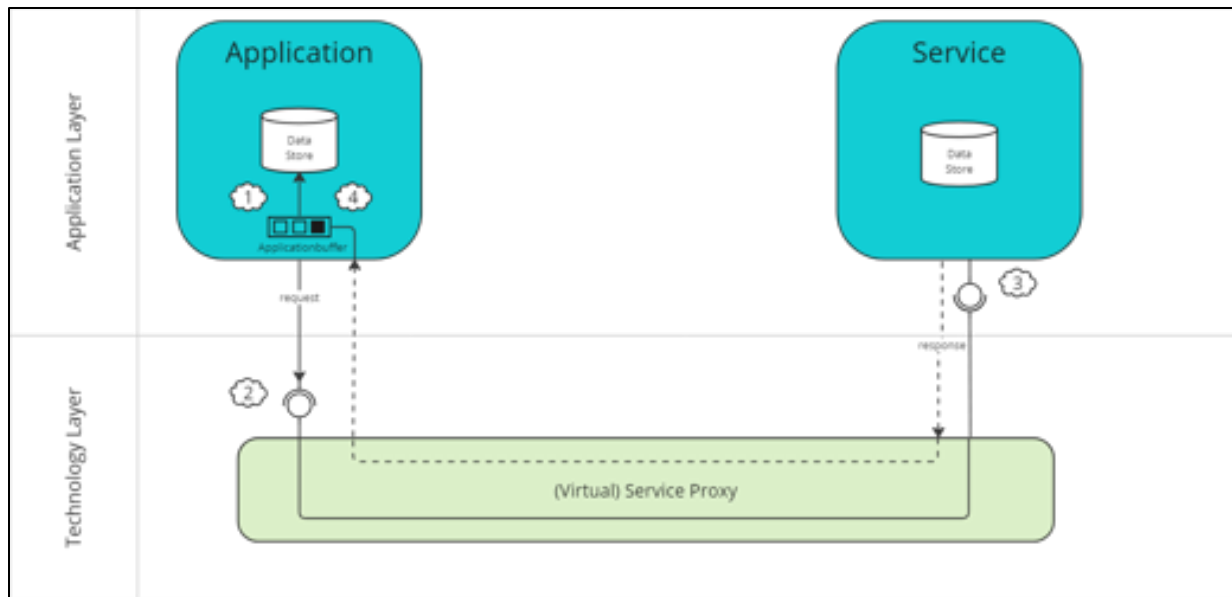 Application Layer
Application
Data
Store
1
4
Applicationbuffer
request
Service
Data
Store
3
response
Technology Layer
2
(Virtual) Service Proxy